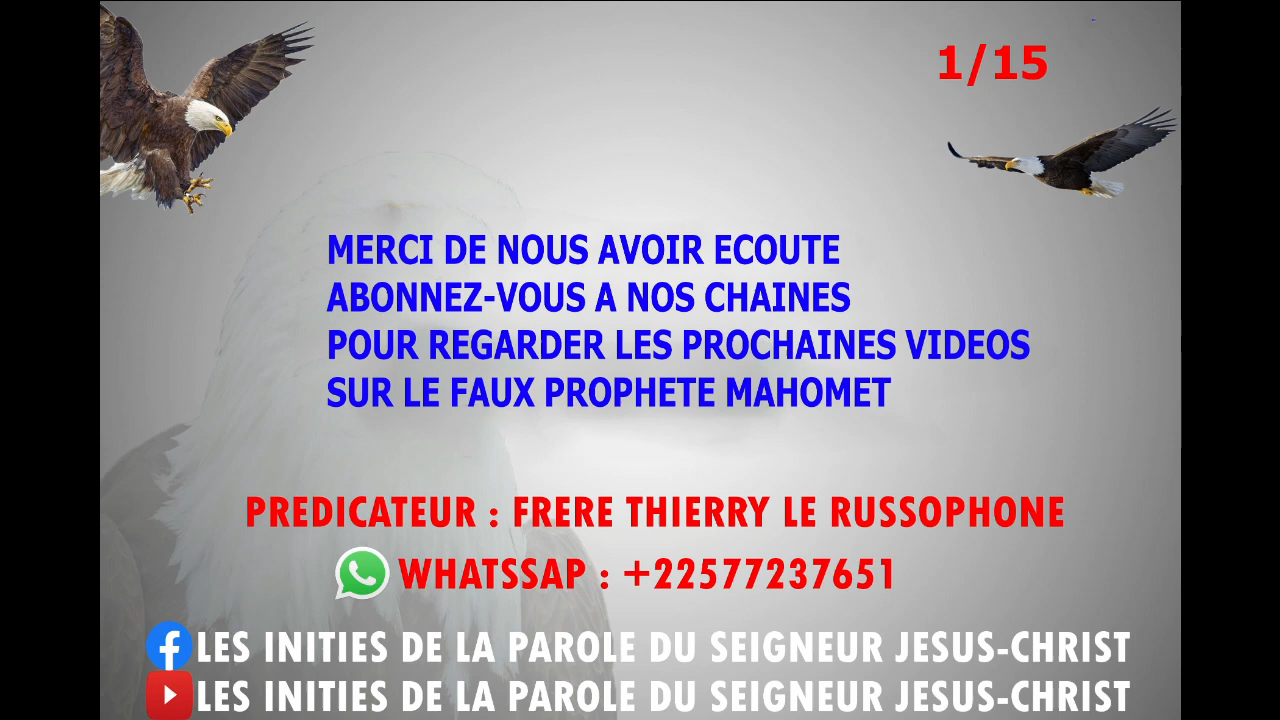 1/15
MERCI DE NOUS AVOIR ECOUTE
ABONNEZ-VOUS A NOS CHAINES
POUR REGARDER LES PROCHAINES VIDEOS
SUR LE FAUX PROPHETE MAHOMET
PREDICATEUR : FRERE THIERRY LE RUSSOPHONE
WHATSSAP : +22577237651
LES INITIES DE LA PAROLE DU SEIGNEUR JESUS-CHRIST
LES INITIES DE LA PAROLE DU SEIGNEUR JESUS-CHRIST